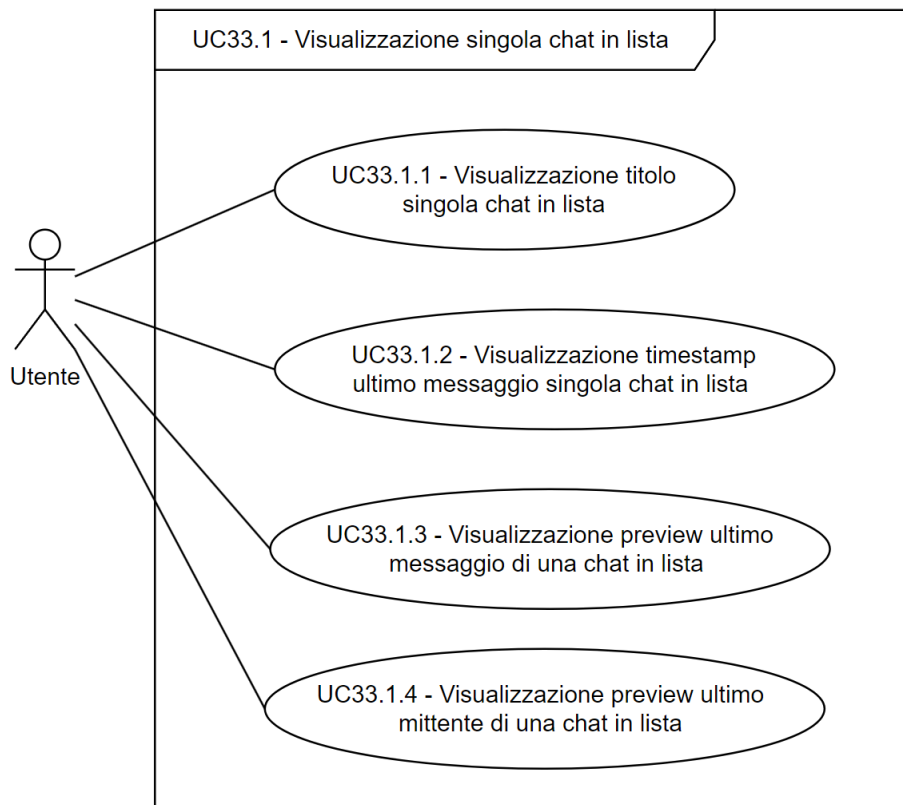 UC33.1 - Visualizzazione singola chat in lista
UC33.1.1 - Visualizzazione titolo
singola chat in lista
UC33.1.2 - Visualizzazione timestamp
ultimo messaggio singola chat in lista
Utente
UC33.1.3 - Visualizzazione preview ultimo
messaggio di una chat in lista
UC33.1.4 - Visualizzazione preview ultimo
mittente di una chat in lista